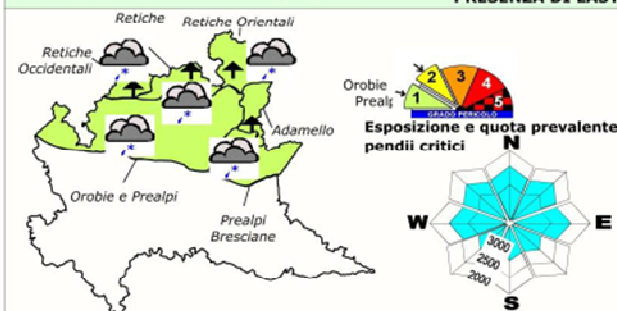 Retiche
Retiche Orientali
Retiche
Occidentali
Adamello
Orobie e Prealpi
Prealpi
Bresciane
Orobie
Prealp
1
2
3
4
5
GRADO PERICOLO
Esposizione e quota prevalente
pendii critici
N
W
E
S
3000
2500
2000